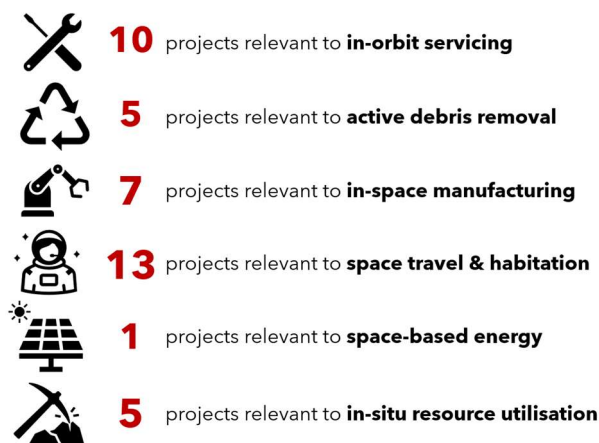 10 projects relevant to in-orbit servicing
5 projects relevant to active debris removal
7 projects relevant to in-space manufacturing
13 projects relevant to space travel & habitation
1 projects relevant to space-based energy
5 projects relevant to in-situ resource utilisation